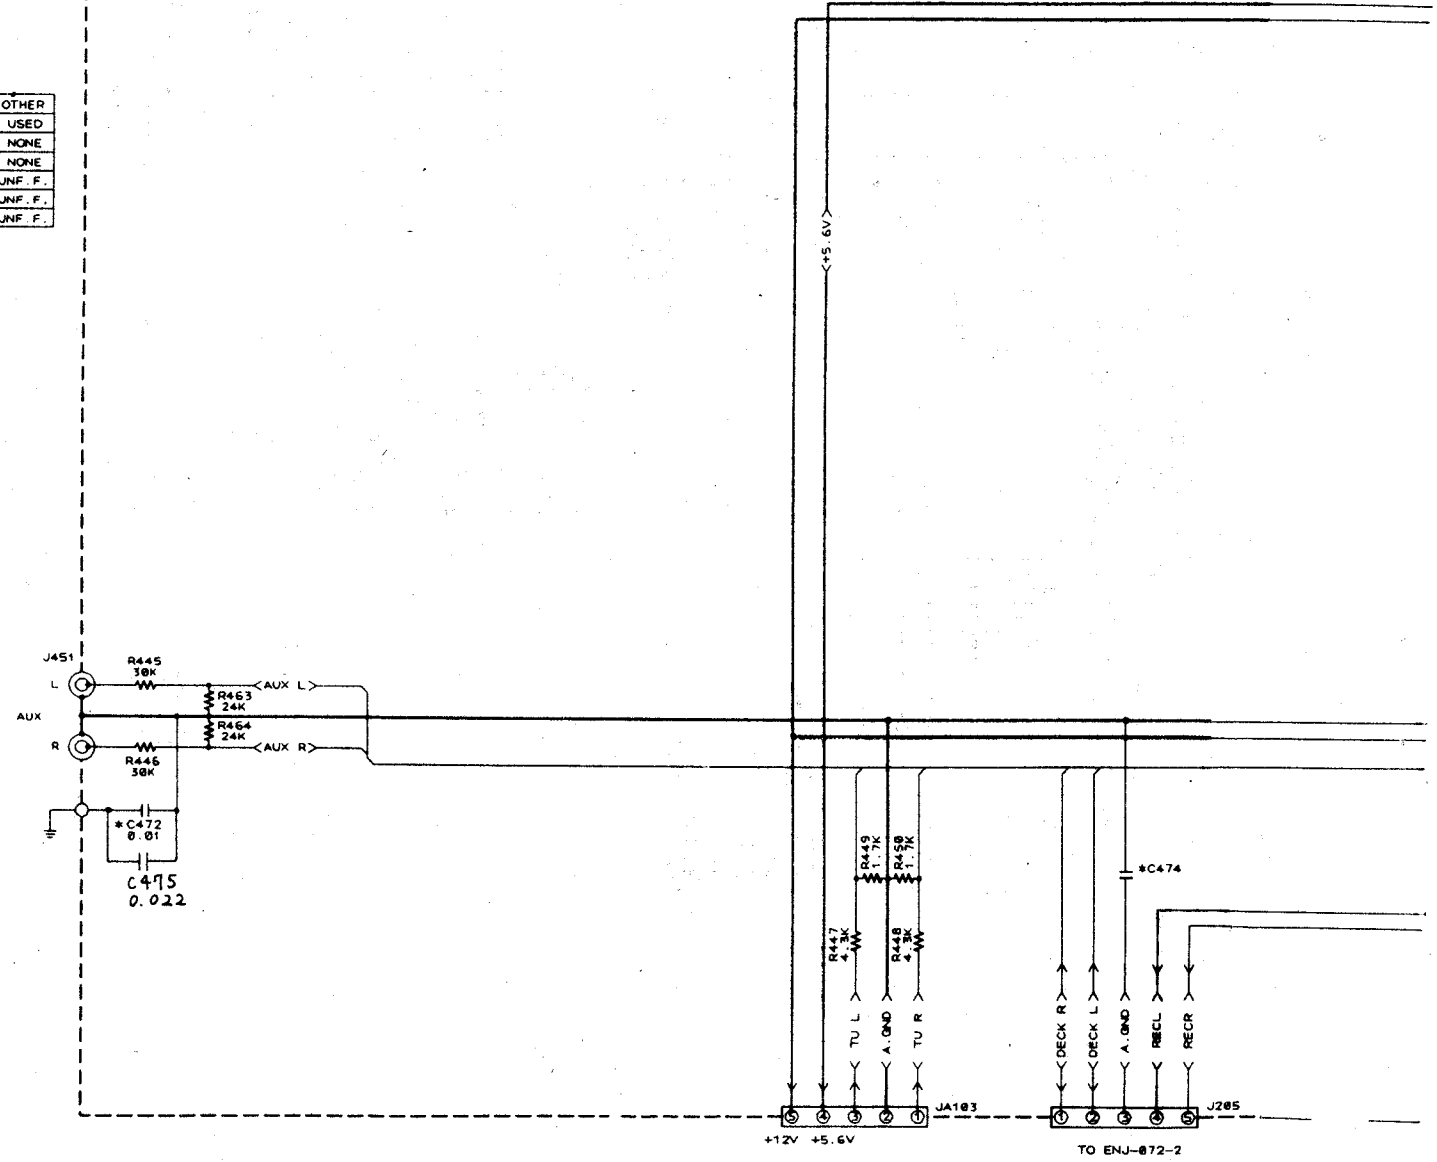 OTHER
USED
NONE
NONE
UNF.F.
UNF.F.
UNF.F.
<+5.6V>
J451
L
AUX
R
R445
30K
R463
24K
R464
24K
R446
30K
<AUX L>
<AUX R>
*C472
0.01
C475
0.022
R449
1.7K
R450
1.7K
R447
4.3K
R448
4.3K
*C474
<TU L>
<A.GND>
<TU R>
<DECK R>
<DECK L>
<A.GND>
<RECL>
<RECR>
5 4 3 2 1
JA103
+12V +5.6V
1 2 3 4 5
J205
TO ENJ-072-2